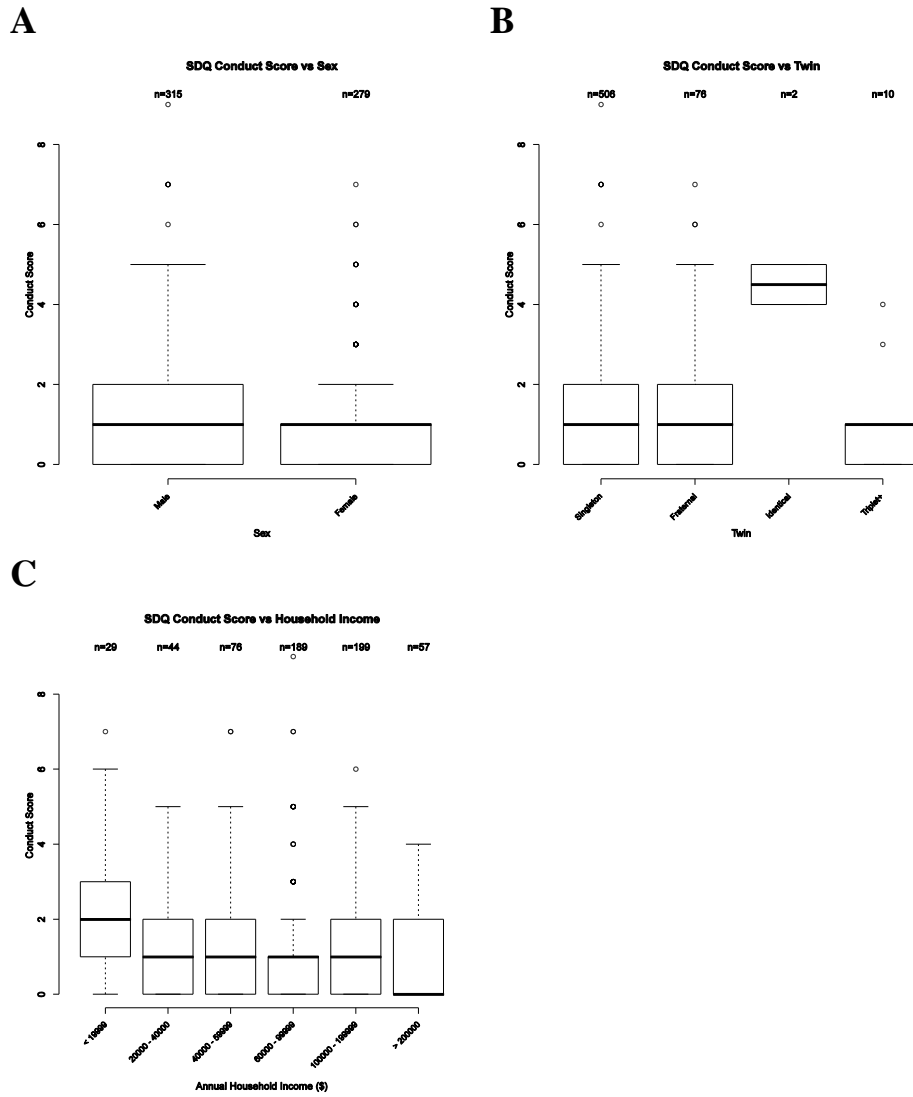 A
B
SDQ Conduct Score vs Sex
n=315 n=279
Conduct Score
8
6
4
2
0
Male Female
Sex
SDQ Conduct Score vs Twin
n=506 n=76 n=2 n=10
Conduct Score
8
6
4
2
0
Singleton Fraternal Identical Triplet+
Twin
C
SDQ Conduct Score vs Household Income
n=29 n=44 n=76 n=189 n=199 n=57
Conduct Score
8
6
4
2
0
< 19999 20000 - 40000 40000 - 59999 60000 - 99999 100000 - 199999 > 200000
Annual Household Income ($)